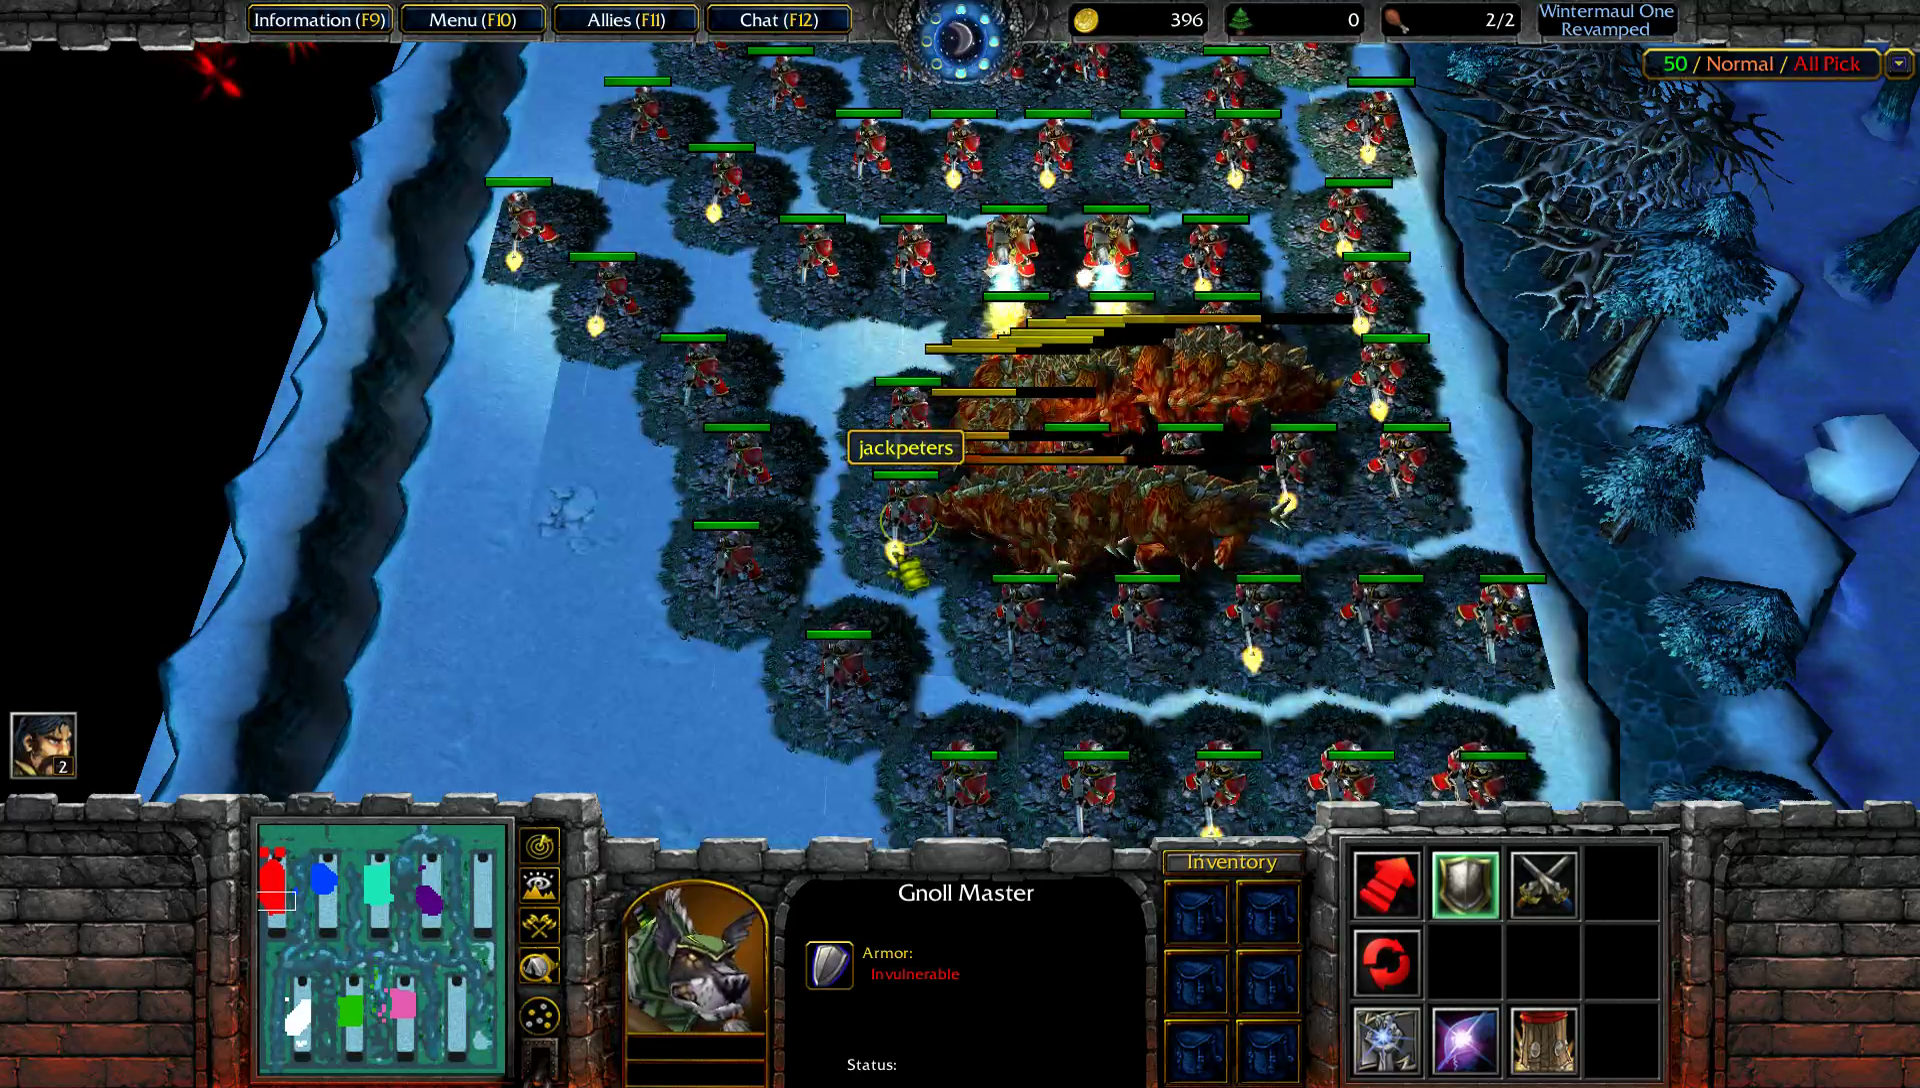 Information (F9)
Menu (F10)
Allies (F11)
Chat (F12)
396
0
2/2
Wintermaul One
Revamped
50 / Normal / All Pick
jackpeters
2
Gnoll Master
Armor:
Invulnerable
Status:
Inventory